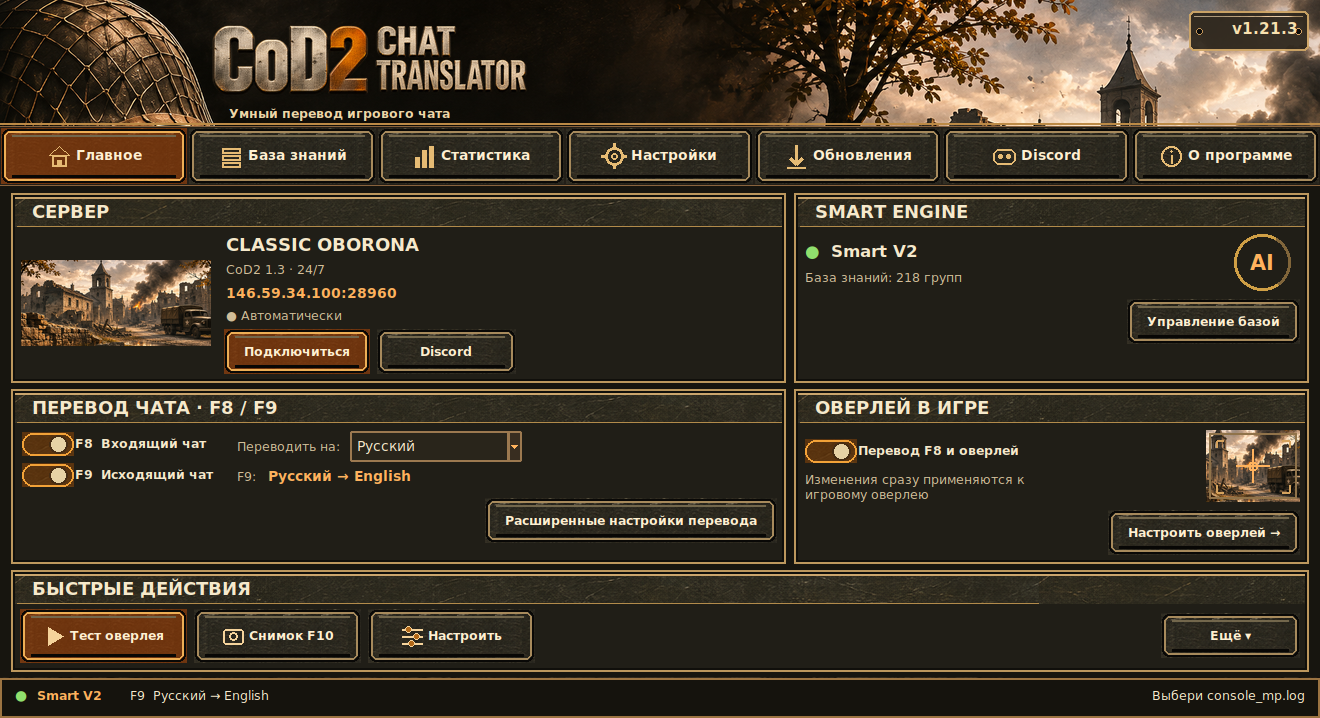 CoD2 CHAT
TRANSLATOR
Умный перевод игрового чата
v1.21.3
Главное
База знаний
Статистика
Настройки
Обновления
Discord
О программе
СЕРВЕР
CLASSIC OBORONA
CoD2 1.3 · 24/7
146.59.34.100:28960
● Автоматически
Подключиться
Discord
SMART ENGINE
Smart V2
База знаний: 218 групп
AI
Управление базой
ПЕРЕВОД ЧАТА · F8 / F9
F8 Входящий чат
Переводить на: Русский
F9 Исходящий чат
F9: Русский → English
Расширенные настройки перевода
ОВЕРЛЕЙ В ИГРЕ
Перевод F8 и оверлей
Изменения сразу применяются к
игровому оверлею
Настроить оверлей →
БЫСТРЫЕ ДЕЙСТВИЯ
Тест оверлея
Снимок F10
Настроить
Ещё ▾
Smart V2
F9 Русский → English
Выбери console_mp.log